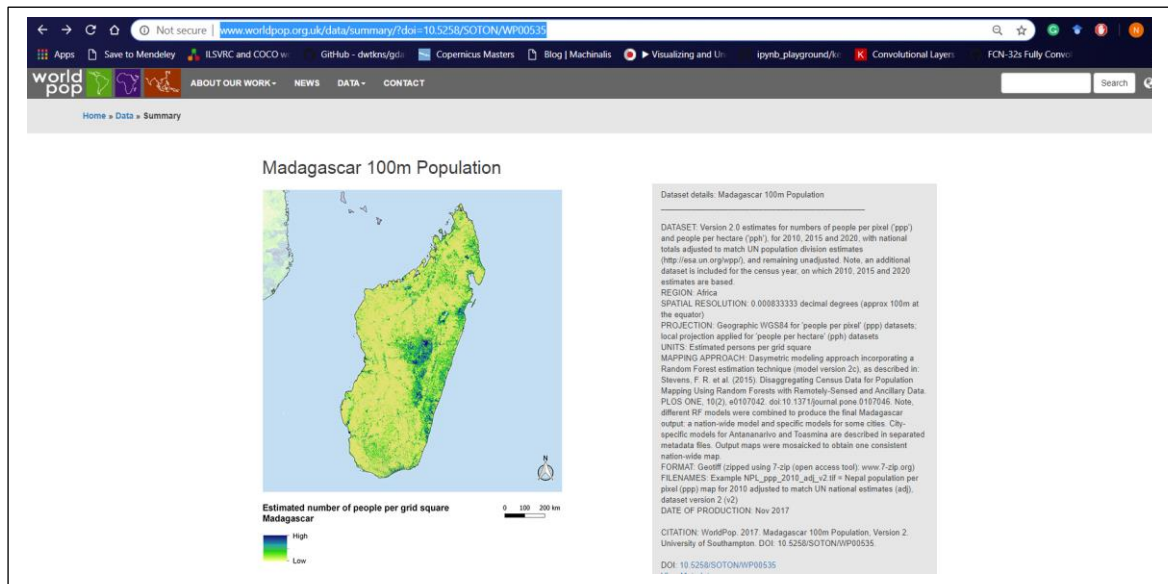 Not secure | www.worldpop.org.uk/data/summary/?doi=10.5258/SOTON/WP00535
N
Apps Save to Mendeley ILSVRC and COCO w GitHub - dwtkns/gda Copernicus Masters Blog | Machinalis ► Visualizing and Un ipynb_playground/ke K Convolutional Layers FCN-32s Fully Convol
world
pop
ABOUT OUR WORK NEWS DATA CONTACT Search
Home » Data » Summary
Madagascar 100m Population
N
Estimated number of people per grid square
Madagascar
0 100 200 km
High
Low
Dataset details: Madagascar 100m Population
DATASET: Version 2.0 estimates for numbers of people per pixel ('ppp')
and people per hectare ('pph'), for 2010, 2015 and 2020, with national
totals adjusted to match UN population division estimates
(http://esa.un.org/wpp/), and remaining unadjusted. Note, an additional
dataset is included for the census year, on which 2010, 2015 and 2020
estimates are based.
REGION: Africa
SPATIAL RESOLUTION: 0.000833333 decimal degrees (approx 100m at
the equator)
PROJECTION: Geographic WGS84 for 'people per pixel' (ppp) datasets;
local projection applied for 'people per hectare' (pph) datasets
UNITS: Estimated persons per grid square
MAPPING APPROACH: Dasymetric modeling approach incorporating a
Random Forest estimation technique (model version 2c), as described in:
Stevens, F. R. et al. (2015). Disaggregating Census Data for Population
Mapping Using Random Forests with Remotely-Sensed and Ancillary Data.
PLOS ONE, 10(2), e0107042. doi:10.1371/journal.pone.0107046. Note,
different RF models were combined to produce the final Madagascar
output: a nation-wide model and specific models for some cities. City-
specific models for Antananarivo and Toasmina are described in separated
metadata files. Output maps were mosaicked to obtain one consistent
nation-wide map.
FORMAT: Geotiff (zipped using 7-zip (open access tool): www.7-zip.org)
FILENAMES: Example NPL_ppp_2010_adj_v2.tif = Nepal population per
pixel (ppp) map for 2010 adjusted to match UN national estimates (adj),
dataset version 2 (v2)
DATE OF PRODUCTION: Nov 2017
CITATION: WorldPop. 2017. Madagascar 100m Population, Version 2.
University of Southampton. DOI: 10.5258/SOTON/WP00535.
DOI: 10.5258/SOTON/WP00535